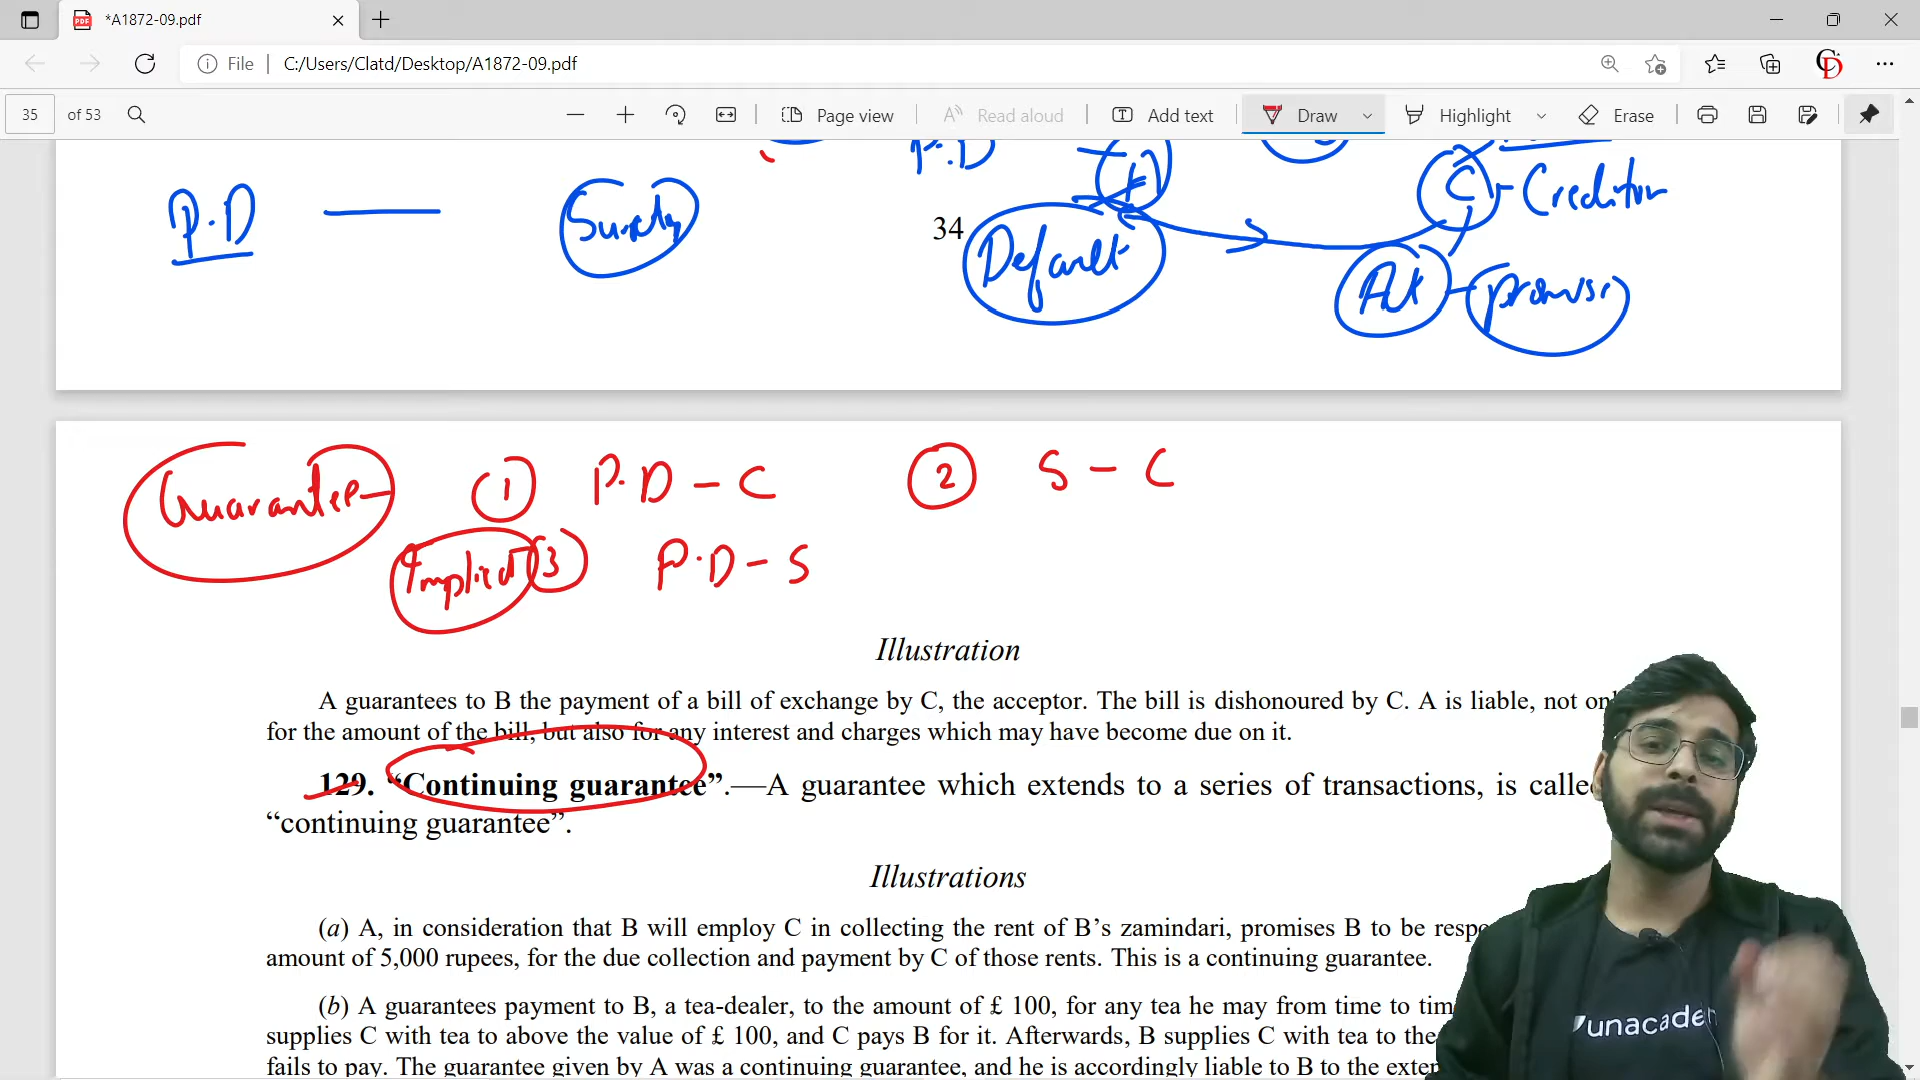 *A1872-09.pdf
File | C:/Users/Clatd/Desktop/A1872-09.pdf
CD
35 of 53
Page view
Read aloud
Add text
Draw
Highlight
Erase
P.D
P.D — Surety
34
Default
C - Creditor
Act - promise
Guarantee - 1 P.D - C 2 S - C
Implied 3 P.D - S
Illustration
A guarantees to B the payment of a bill of exchange by C, the acceptor. The bill is dishonoured by C. A is liable, not on
for the amount of the bill, but also for any interest and charges which may have become due on it.
129. “Continuing guarantee”.—A guarantee which extends to a series of transactions, is calle
“continuing guarantee”.
Illustrations
(a) A, in consideration that B will employ C in collecting the rent of B’s zamindari, promises B to be resp
amount of 5,000 rupees, for the due collection and payment by C of those rents. This is a continuing guarantee.
(b) A guarantees payment to B, a tea-dealer, to the amount of £ 100, for any tea he may from time to tim
supplies C with tea to above the value of £ 100, and C pays B for it. Afterwards, B supplies C with tea to the
fails to pay. The guarantee given by A was a continuing guarantee, and he is accordingly liable to B to the exten
unacade